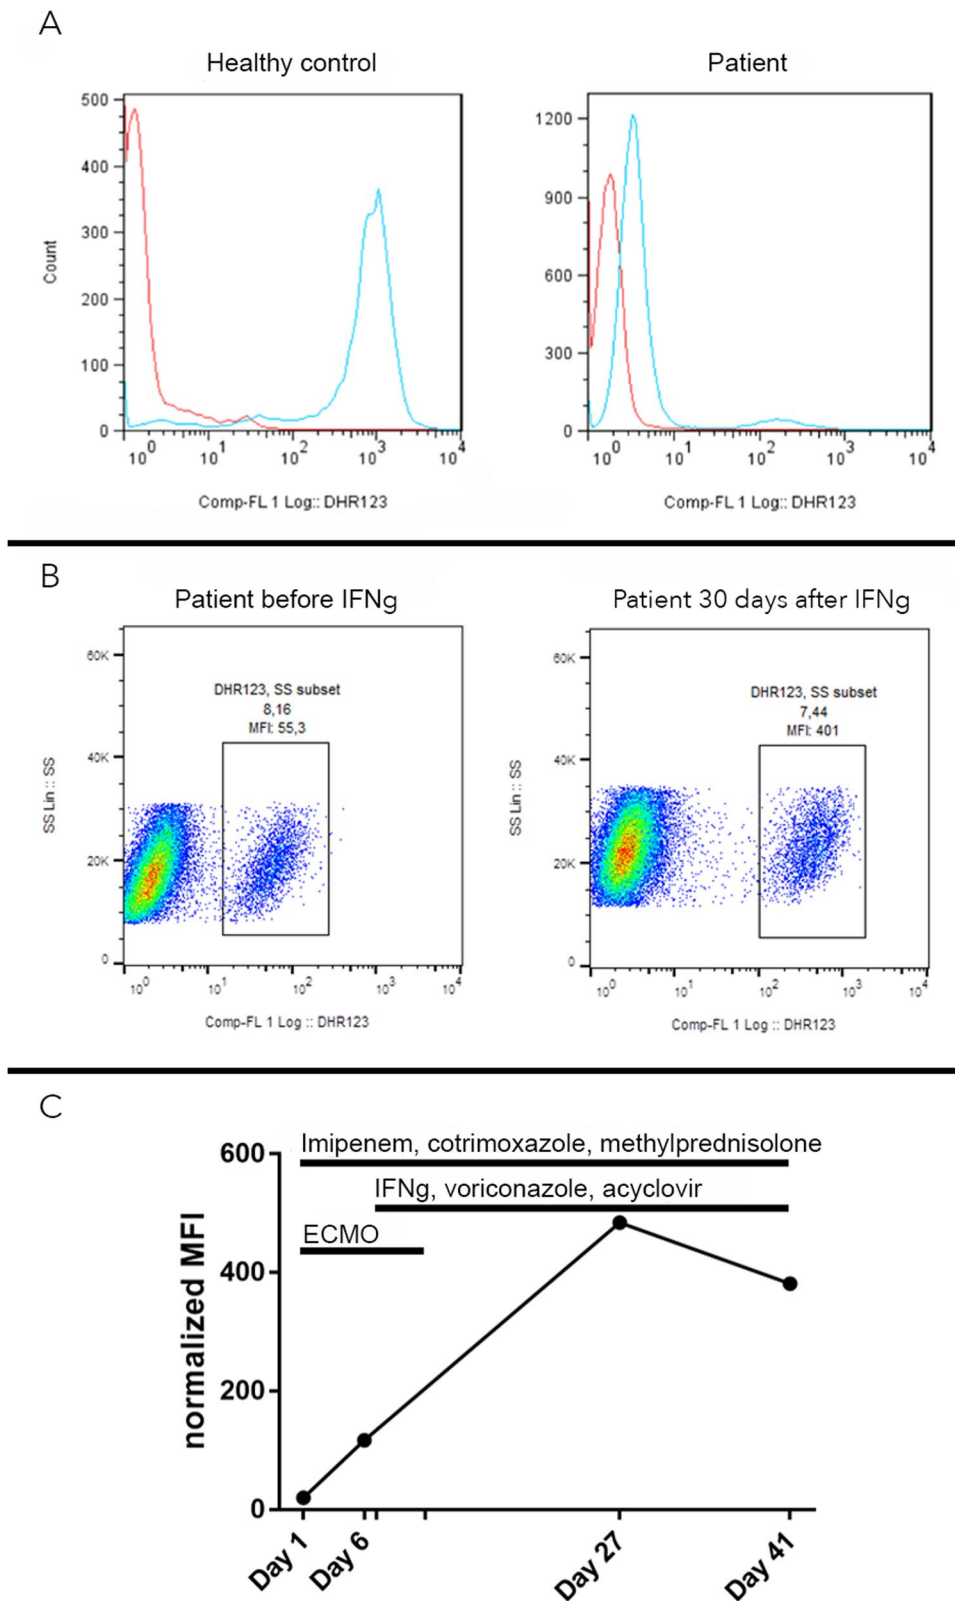 A
Healthy control
Patient
500
400
300
200
100
0
Count
10^0 10^1 10^2 10^3 10^4
Comp-FL 1 Log:: DHR123
1200
900
600
300
0
10^0 10^1 10^2 10^3 10^4
Comp-FL 1 Log:: DHR123
B
Patient before IFNg
Patient 30 days after IFNg
60K
40K
20K
0
SS Lin :: SS
DHR123, SS subset
8,16
MFI: 55,3
10^0 10^1 10^2 10^3 10^4
Comp-FL 1 Log :: DHR123
60K
40K
20K
0
SS Lin :: SS
DHR123, SS subset
7,44
MFI: 401
10^0 10^1 10^2 10^3 10^4
Comp-FL 1 Log :: DHR123
C
Imipenem, cotrimoxazole, methylprednisolone
IFNg, voriconazole, acyclovir
ECMO
600
400
200
0
normalized MFI
Day 1
Day 6
Day 27
Day 41